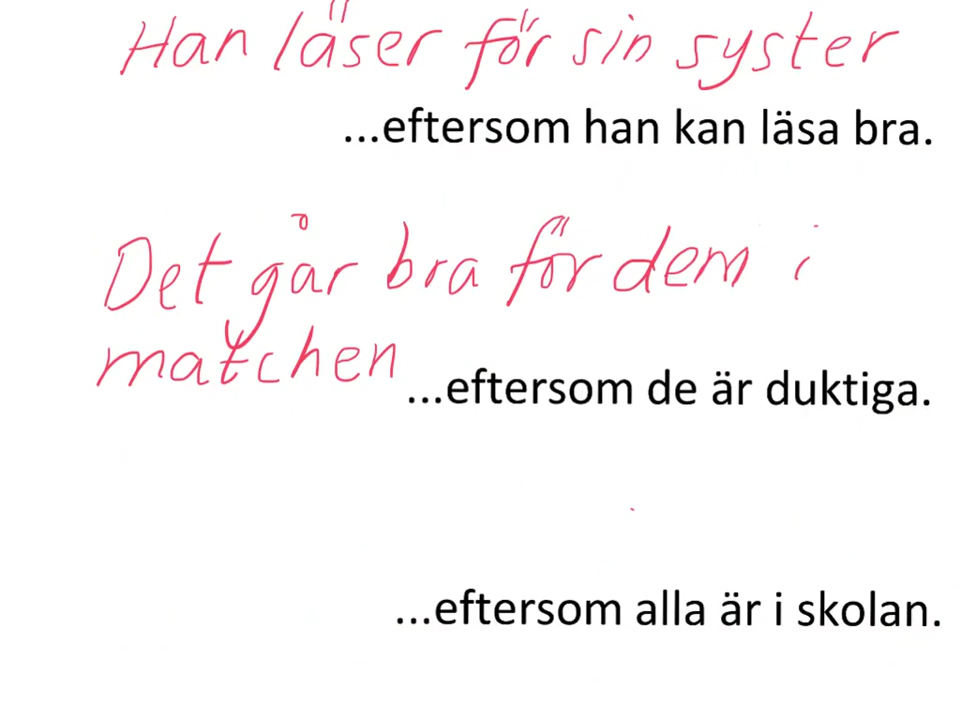 Han läser för sin syster
...eftersom han kan läsa bra.
Det går bra för dem i
matchen
...eftersom de är duktiga.
...eftersom alla är i skolan.